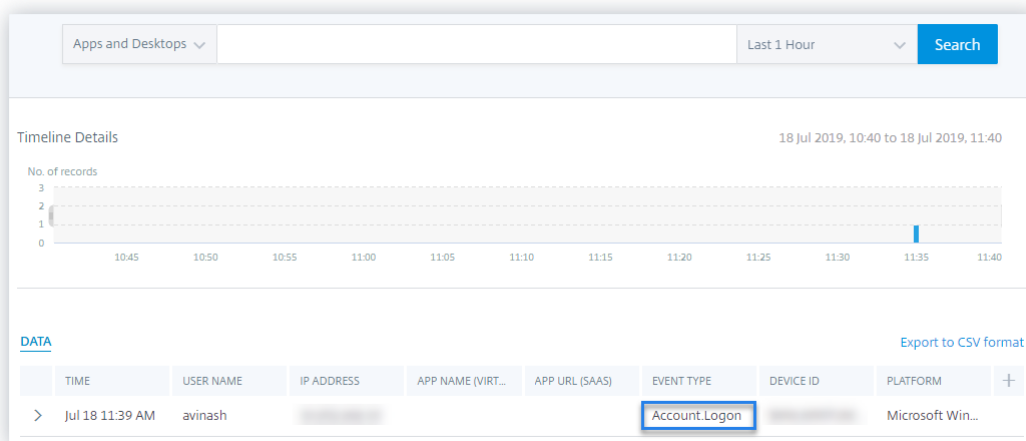 Apps and Desktops Last 1 Hour Search
Timeline Details 18 Jul 2019, 10:40 to 18 Jul 2019, 11:40
No. of records
3
2
1
0
10:45 10:50 10:55 11:00 11:05 11:10 11:15 11:20 11:25 11:30 11:35 11:40
DATA Export to CSV format
TIME USER NAME IP ADDRESS APP NAME (VIRT... APP URL (SAAS) EVENT TYPE DEVICE ID PLATFORM
Jul 18 11:39 AM avinash Account.Logon Microsoft Win...